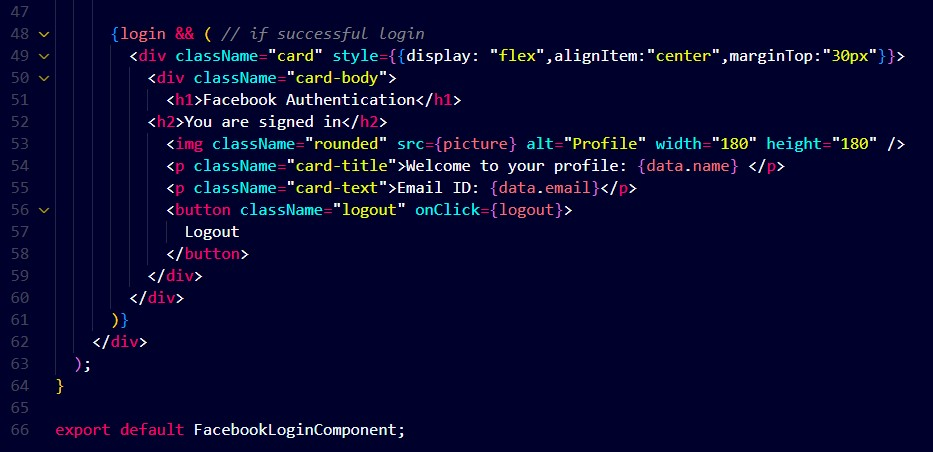 47
48 {login && ( // if successful login
49 <div className="card" style={{display: "flex",alignItem:"center",marginTop:"30px"}}>
50 <div className="card-body">
51 <h1>Facebook Authentication</h1>
52 <h2>You are signed in</h2>
53 <img className="rounded" src={picture} alt="Profile" width="180" height="180" />
54 <p className="card-title">Welcome to your profile: {data.name} </p>
55 <p className="card-text">Email ID: {data.email}</p>
56 <button className="logout" onClick={logout}>
57 Logout
58 </button>
59 </div>
60 </div>
61 )}
62 </div>
63 );
64 }
65
66 export default FacebookLoginComponent;